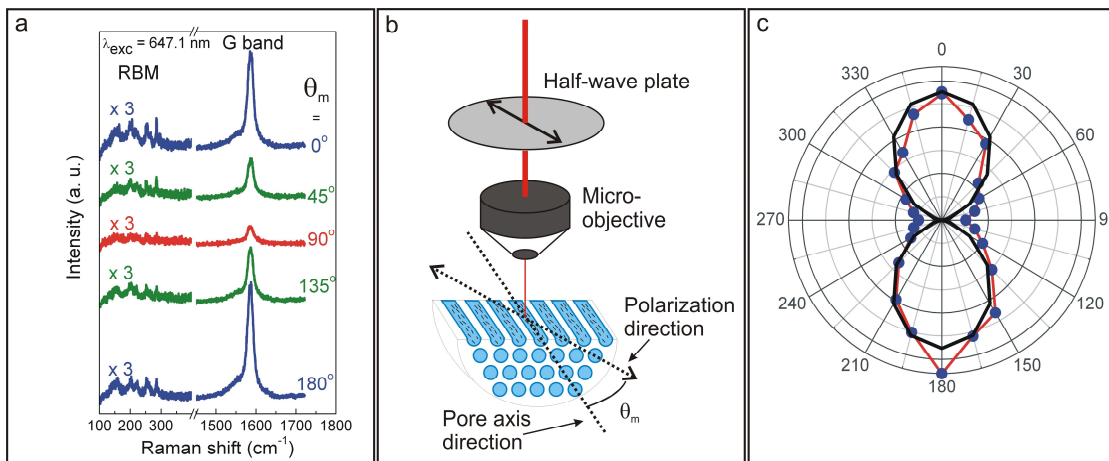 a
λexc = 647.1 nm
G band
RBM
θm
=
x 3
0°
x 3
45°
x 3
90°
x 3
135°
x 3
180°
Intensity (a. u.)
100 200 300 1500 1600 1700 1800
Raman shift (cm-1)
b
Half-wave plate
Micro-
objective
Polarization
direction
Pore axis
direction
θm
c
0
330
30
300
60
270
9
240
120
210
150
180